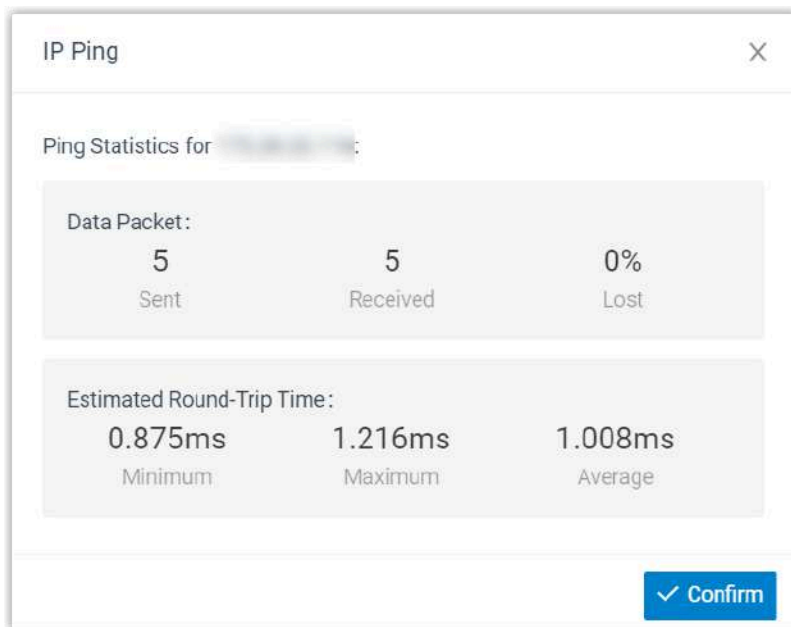 IP Ping
Ping Statistics for :
Data Packet:
5 5 0%
Sent Received Lost
Estimated Round-Trip Time:
0.875ms 1.216ms 1.008ms
Minimum Maximum Average
Confirm